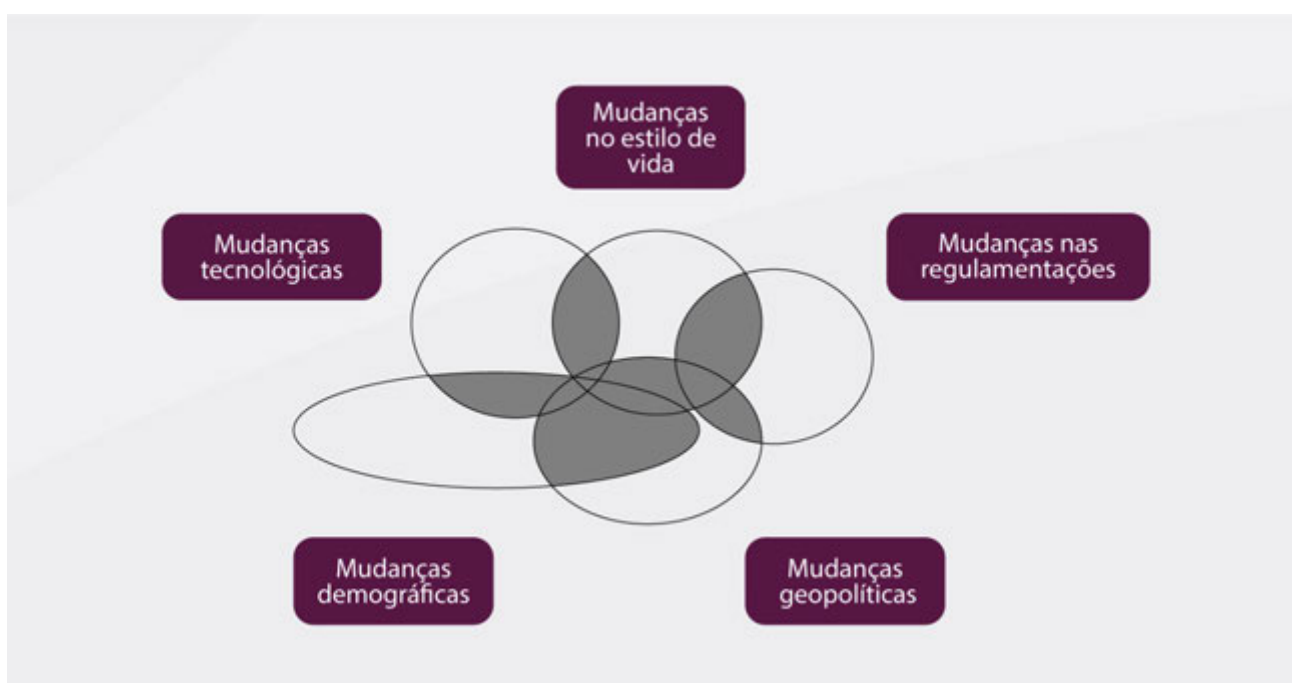 Mudanças
no estilo de
vida
Mudanças
tecnológicas
Mudanças nas
regulamentações
Mudanças
demográficas
Mudanças
geopolíticas